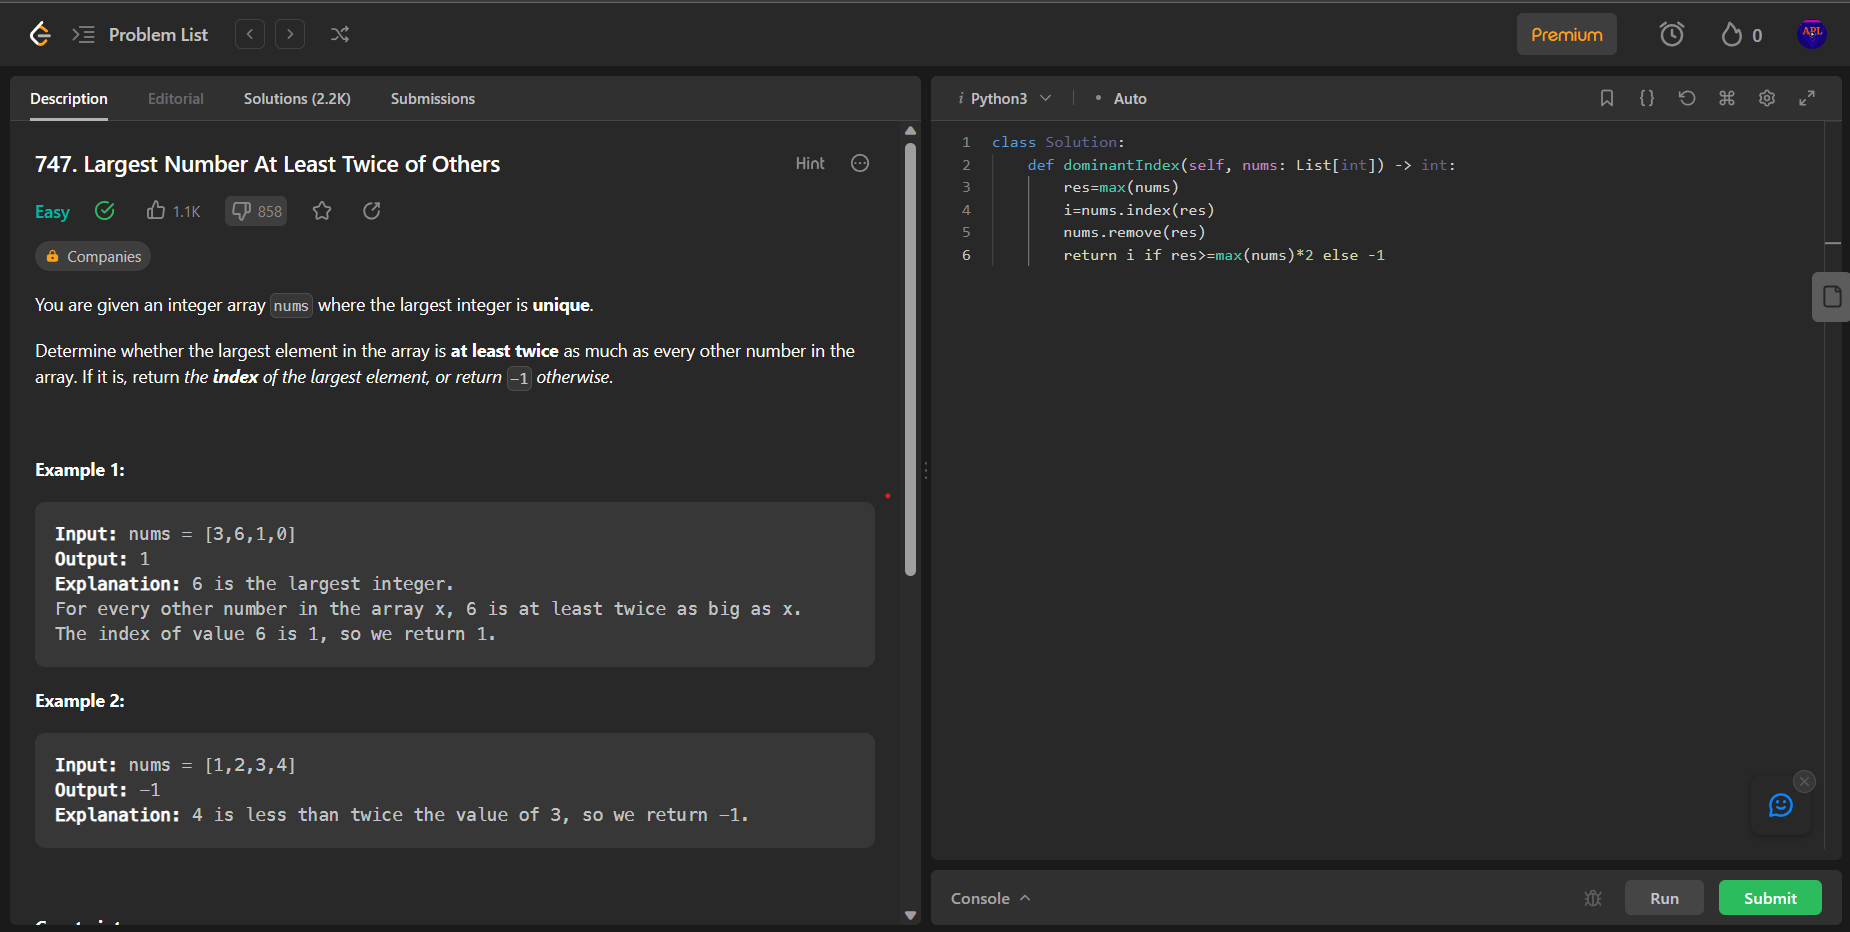 Problem List
Premium
0
APL
Description Editorial Solutions (2.2K) Submissions
747. Largest Number At Least Twice of Others
Hint
Easy 1.1K 858
Companies
You are given an integer array nums where the largest integer is unique.
Determine whether the largest element in the array is at least twice as much as every other number in the
array. If it is, return the index of the largest element, or return -1 otherwise.
Example 1:
Input: nums = [3,6,1,0]
Output: 1
Explanation: 6 is the largest integer.
For every other number in the array x, 6 is at least twice as big as x.
The index of value 6 is 1, so we return 1.
Example 2:
Input: nums = [1,2,3,4]
Output: -1
Explanation: 4 is less than twice the value of 3, so we return -1.
i Python3 • Auto
1 class Solution:
2 def dominantIndex(self, nums: List[int]) -> int:
3 res=max(nums)
4 i=nums.index(res)
5 nums.remove(res)
6 return i if res>=max(nums)*2 else -1
Console
Run
Submit